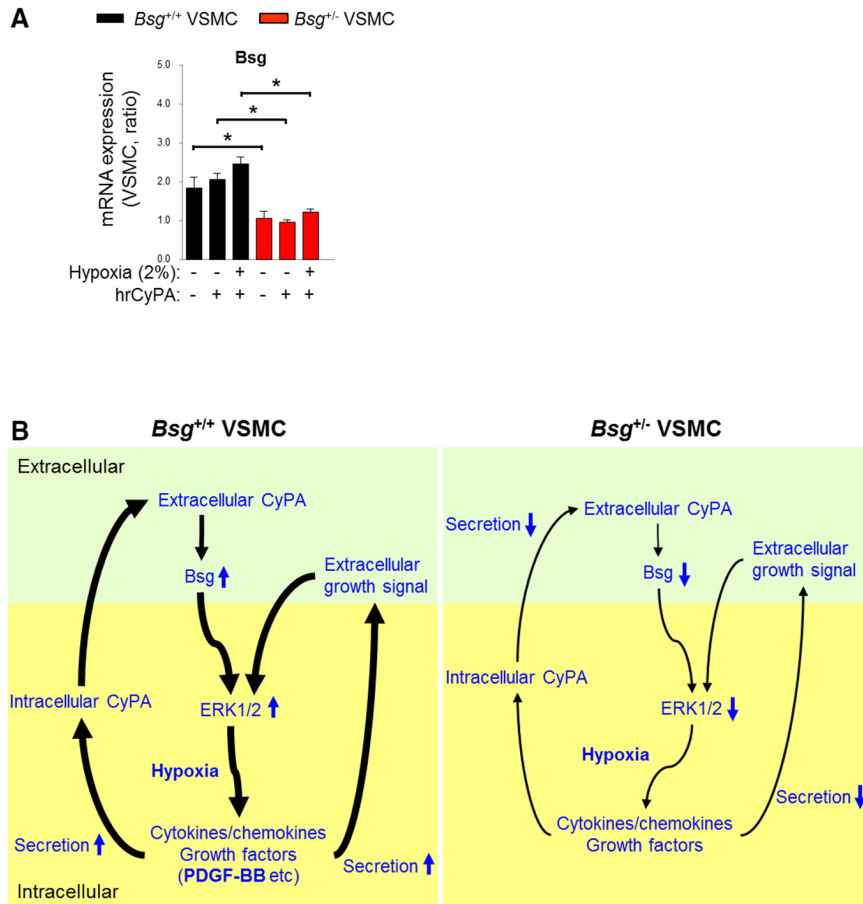 A
Bsg+/+ VSMC
Bsg+/- VSMC
Bsg
mRNA expression
(VSMC, ratio)
5.0
4.0
3.0
2.0
1.0
0.0
*
*
*
Hypoxia (2%): - - + - - +
hrCyPA: - + + - + +
B
Bsg+/+ VSMC
Extracellular
Extracellular CyPA
Bsg
Extracellular
growth signal
Intracellular CyPA
ERK1/2
Hypoxia
Secretion
Cytokines/chemokines
Growth factors
(PDGF-BB etc)
Secretion
Intracellular
Bsg+/- VSMC
Extracellular CyPA
Secretion
Extracellular
growth signal
Bsg
Intracellular CyPA
ERK1/2
Hypoxia
Secretion
Cytokines/chemokines
Growth factors